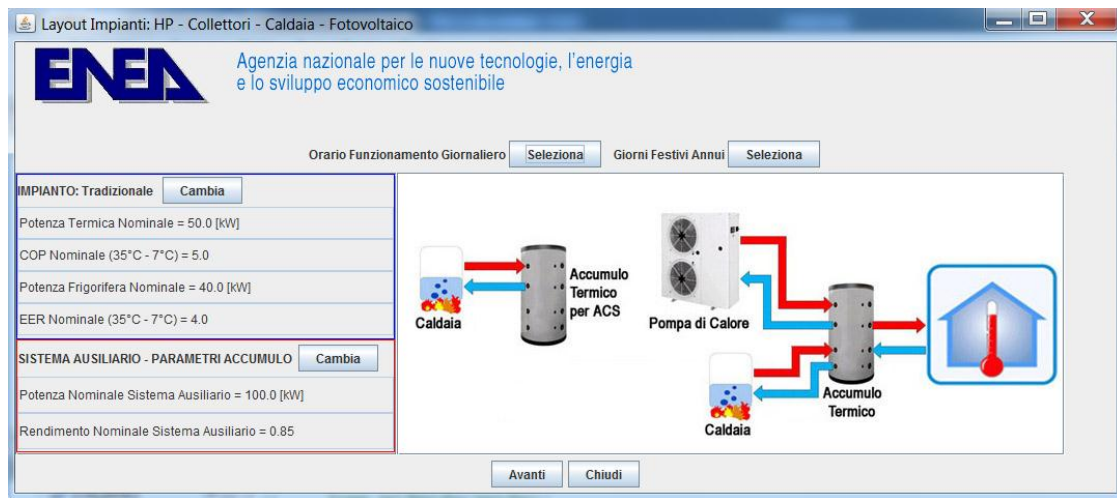 Layout Impianti: HP - Collettori - Caldaia - Fotovoltaico
ENEA
Agenzia nazionale per le nuove tecnologie, l'energia
e lo sviluppo economico sostenibile
Orario Funzionamento Giornaliero Seleziona Giorni Festivi Annui Seleziona
IMPIANTO: Tradizionale Cambia
Potenza Termica Nominale = 50.0 [kW]
COP Nominale (35°C - 7°C) = 5.0
Potenza Frigorifera Nominale = 40.0 [kW]
EER Nominale (35°C - 7°C) = 4.0
SISTEMA AUSILIARIO - PARAMETRI ACCUMULO Cambia
Potenza Nominale Sistema Ausiliario = 100.0 [kW]
Rendimento Nominale Sistema Ausiliario = 0.85
Caldaia
Accumulo
Termico
per ACS
Pompa di Calore
Caldaia
Accumulo
Termico
Avanti Chiudi